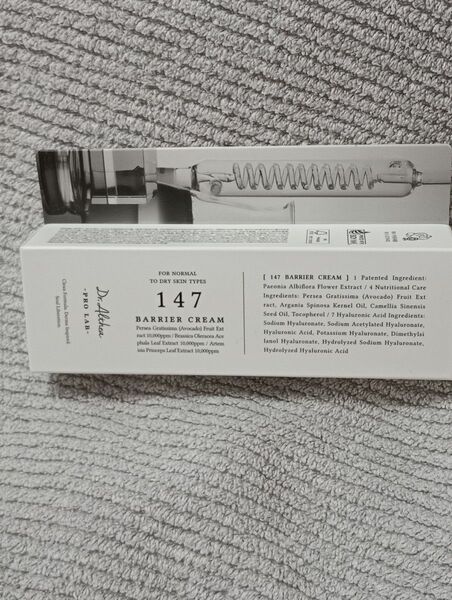 Dr.Althea
- PRO LAB -
FOR NORMAL
TO DRY SKIN TYPES
147
BARRIER CREAM
Persea Gratissima (Avocado) Fruit Ext
ract 10,000ppm / Brassica Oleracea Ace
phala Leaf Extract 10,000ppm / Artem
isia Princeps Leaf Extract 10,000ppm
[ 147 BARRIER CREAM ] 1 Patented Ingredient:
Paeonia Albiflora Flower Extract / 4 Nutritional Care
Ingredients: Persea Gratissima (Avocado) Fruit Ext
ract, Argania Spinosa Kernel Oil, Camellia Sinensis
Seed Oil, Tocopherol / 7 Hyaluronic Acid Ingredients:
Sodium Hyaluronate, Sodium Acetylated Hyaluronate,
Hyaluronic Acid, Potassium Hyaluronate, Dimethylsi
lanol Hyaluronate, Hydrolyzed Sodium Hyaluronate,
Hydrolyzed Hyaluronic Acid